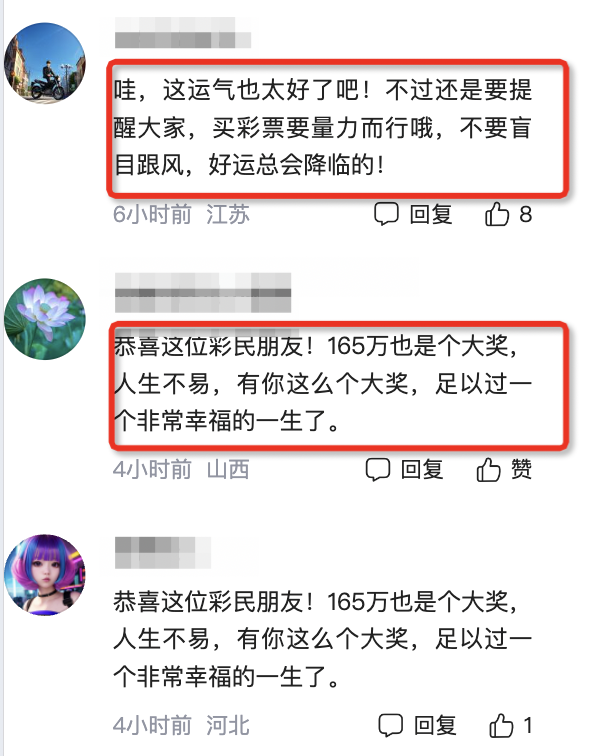 哇，这运气也太好了吧！不过还是要提
醒大家，买彩票要量力而行哦，不要盲
目跟风，好运总会降临的！
6小时前 江苏 回复 8
恭喜这位彩民朋友！165万也是个大奖，
人生不易，有你这么个大奖，足以过一
个非常幸福的一生了。
4小时前 山西 回复 赞
恭喜这位彩民朋友！165万也是个大奖，
人生不易，有你这么个大奖，足以过一
个非常幸福的一生了。
4小时前 河北 回复 1